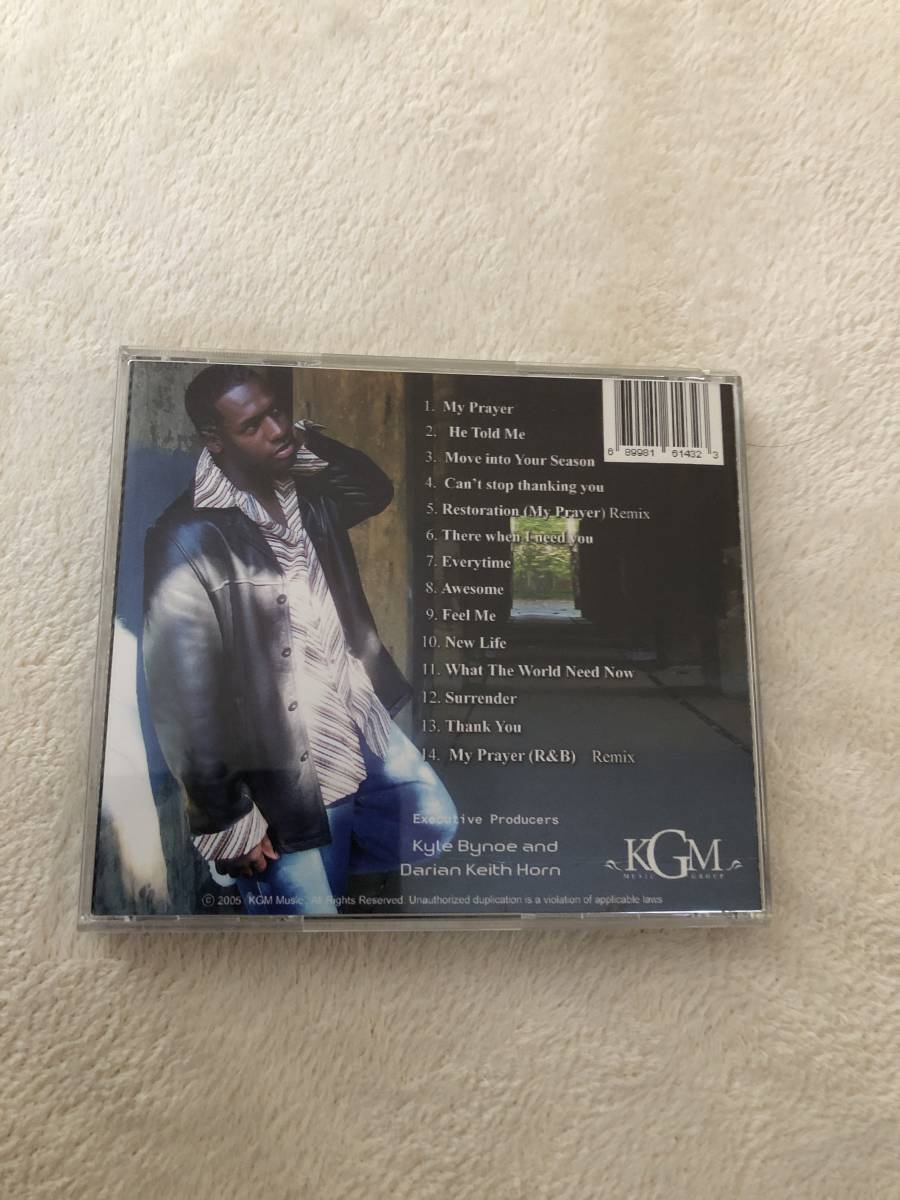 1. My Prayer
2. He Told Me
3. Move into Your Season
4. Can't stop thanking you
5. Restoration (My Prayer) Remix
6. There when I need you
7. Everytime
8. Awesome
9. Feel Me
10. New Life
11. What The World Need Now
12. Surrender
13. Thank You
14. My Prayer (R&B) Remix
6 89981 61432 3
Executive Producers
Kyle Bynoe and
Darian Keith Horn
KGM
MUSIC GROUP
© 2005 KGM Music. All Rights Reserved. Unauthorized duplication is a violation of applicable laws